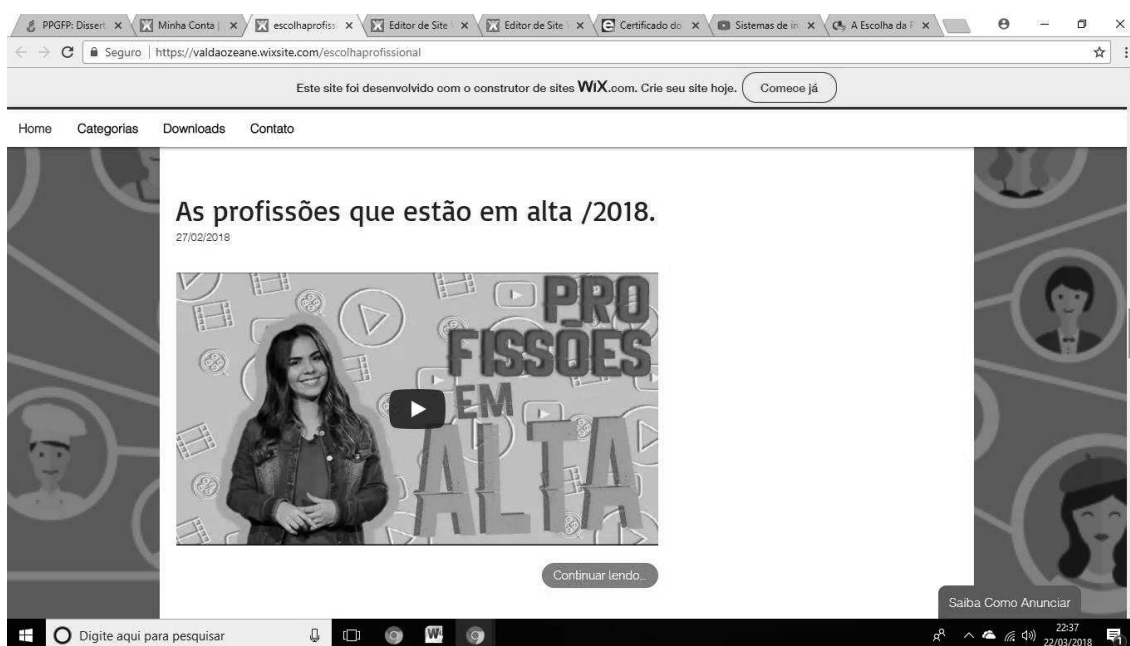 PPGFP: Dissert
Minha Conta |
escolhaprofiss
Editor de Site
Editor de Site
Certificado do
Sistemas de in
A Escolha da P
Seguro | https://valdaozeane.wixsite.com/escolhaprofissional
Este site foi desenvolvido com o construtor de sites WiX.com. Crie seu site hoje. Comece já
Home Categorias Downloads Contato
As profissões que estão em alta /2018.
27/02/2018
PRO
FISSÕES
EM
ALTA
Continuar lendo...
Saiba Como Anunciar
Digite aqui para pesquisar
22:37
22/03/2018